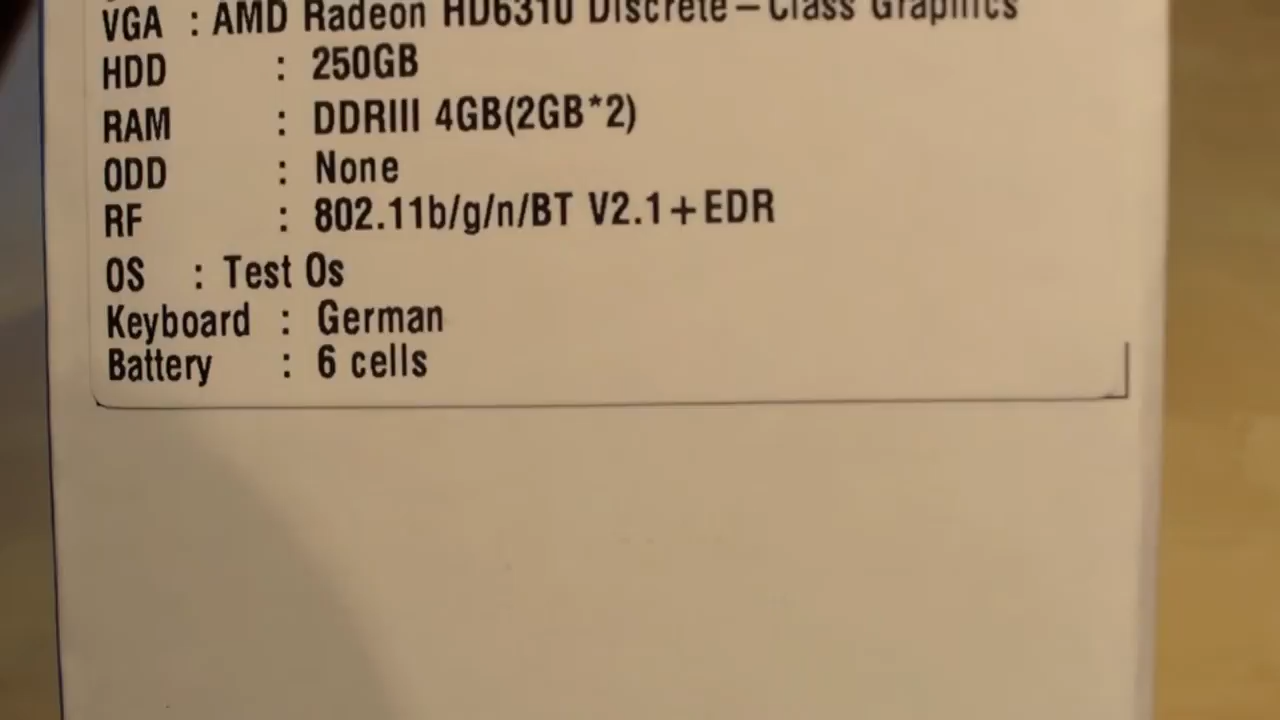 VGA : AMD Radeon HD6310 Discrete-Class Graphics
HDD : 250GB
RAM : DDRIII 4GB(2GB*2)
ODD : None
RF : 802.11b/g/n/BT V2.1+EDR
OS : Test Os
Keyboard : German
Battery : 6 cells